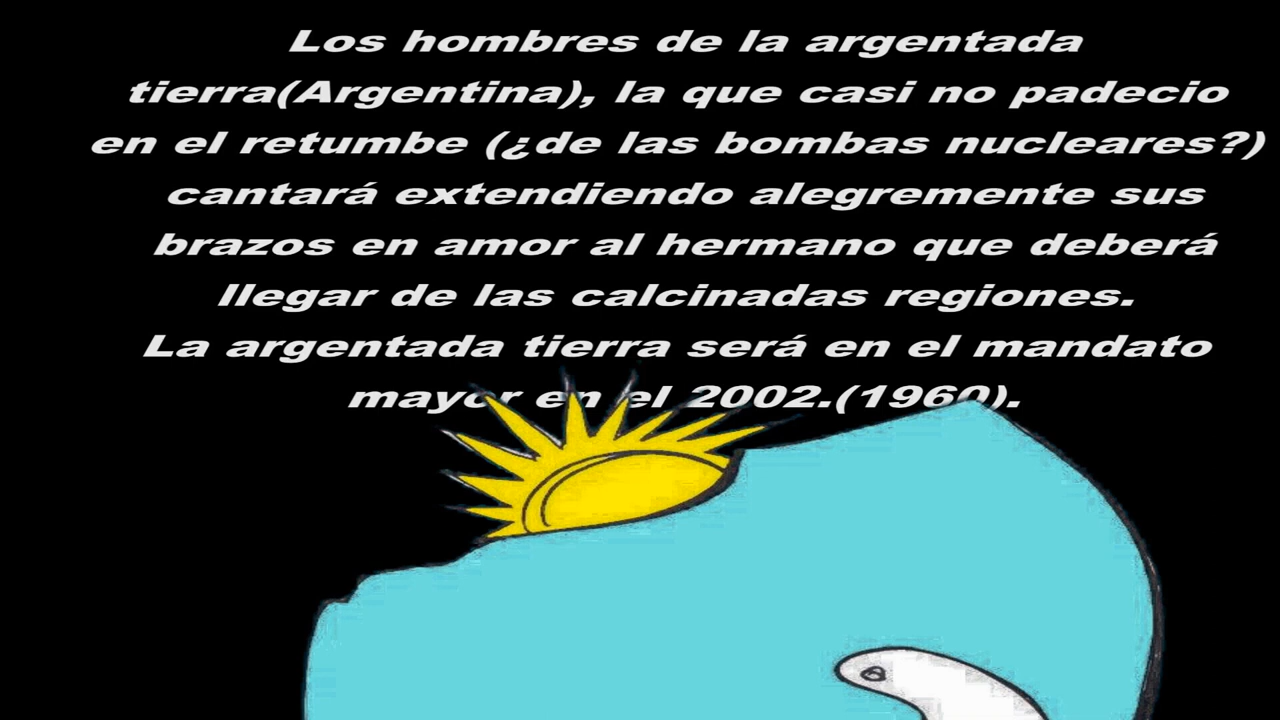 Los hombres de la argentada
tierra(Argentina), la que casi no padecio
en el retumbe (¿de las bombas nucleares?)
cantará extendiendo alegremente sus
brazos en amor al hermano que deberá
llegar de las calcinadas regiones.
La argentada tierra será en el mandato
mayor en el 2002.(1960).